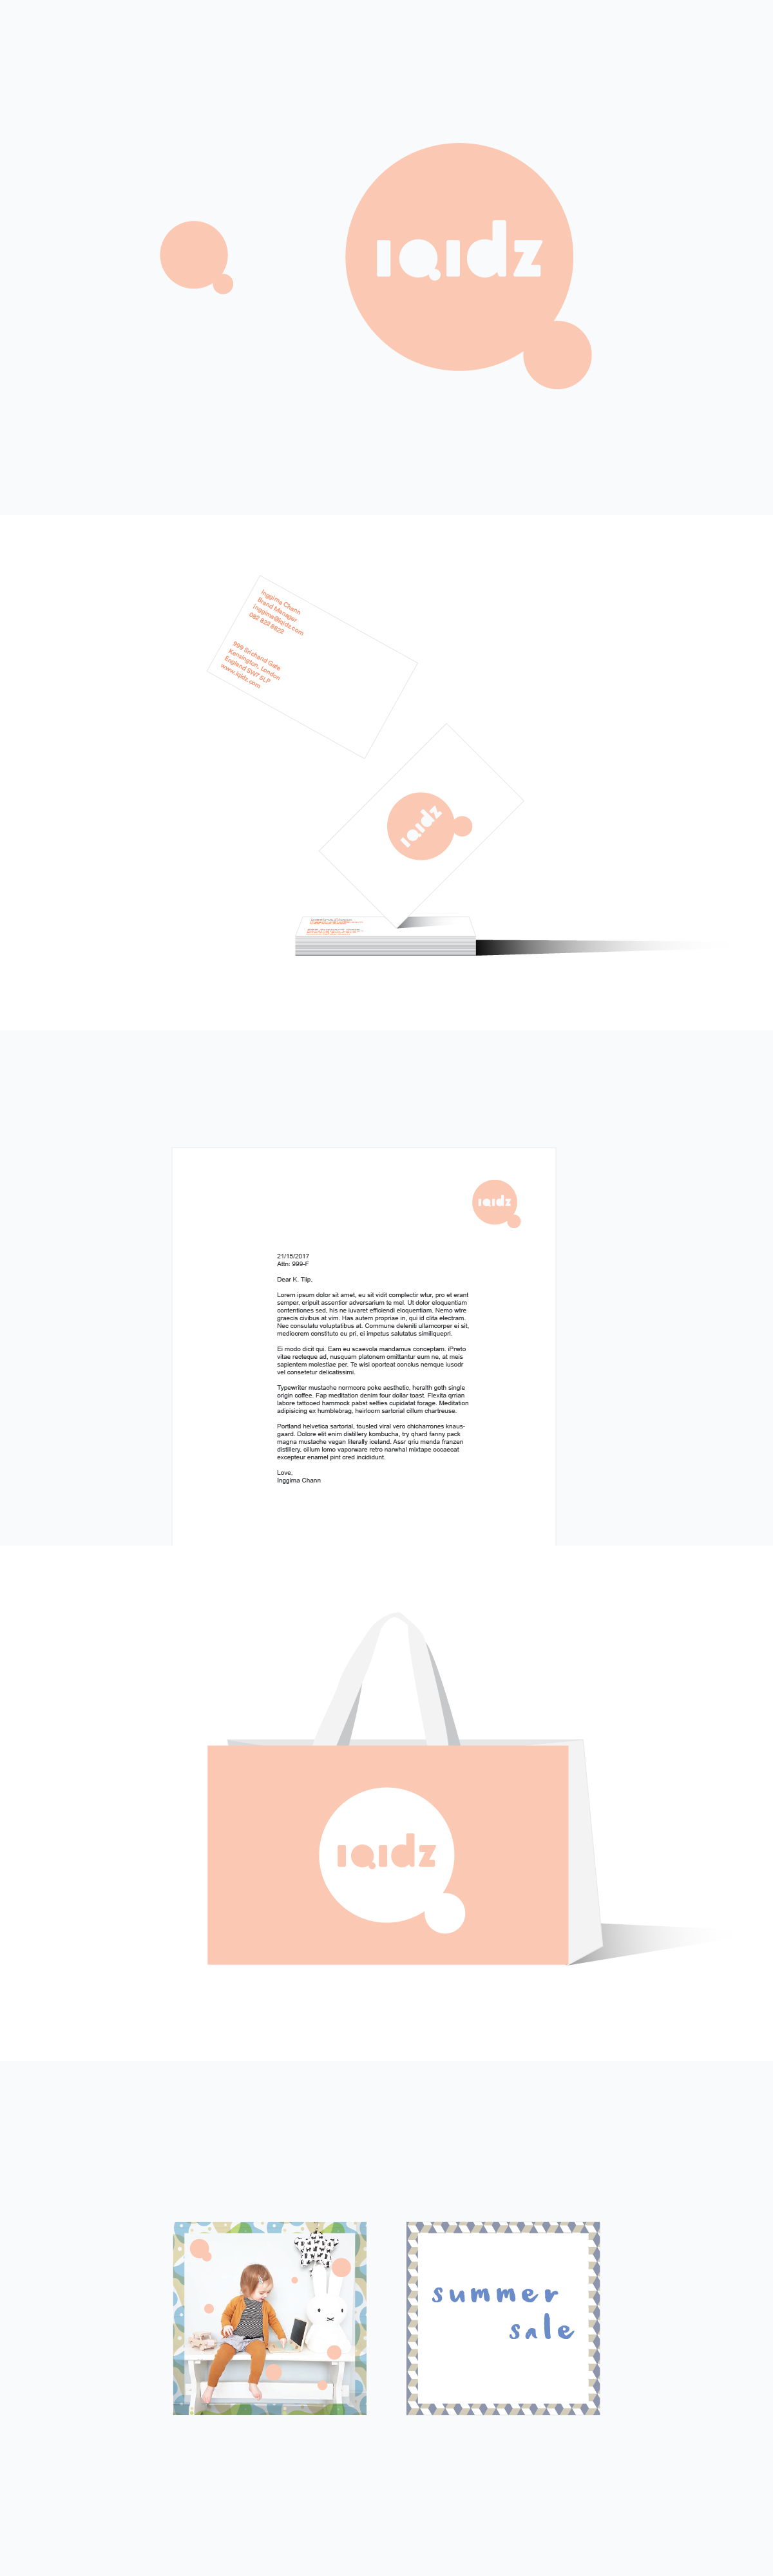 iqidz
Inggima Chann
Brand Manager
inggima@iqidz.com
082 822 8822
999 Silohand Gate
Kensington, London
England SW7 5LP
www.iqidz.com
iqidz
iqidz
21/15/2017
Attn: 999-F
Dear K. Tiip,
Lorem ipsum dolor sit amet, eu sit vidit complectir wtur, pro et erant
semper, eripuit assentior adversarium te mel. Ut dolor eloquentiam
contentiones sed, his ne iuvaret efficiendi eloquentiam. Nemo wtre
graecis civibus at vim. Has autem propriae in, qui id clita electram.
Nec consulatu voluptatibus at. Commune deleniti ullamcorper ei sit,
mediocrem constituto eu pri, ei impetus salutatus similiquepri.
Ei modo dicit qui. Eam eu scaevola mandamus conceptam. iPrwto
vitae recteque ad, nusquam platonem omittantur eum ne, at meis
sapientem molestiae per. Te wisi oporteat conclus nemque iusodr
vel consetetur delicatissimi.
Typewriter mustache normcore poke aesthetic, heralth goth single
origin coffee. Fap meditation denim four dollar toast. Flexita qrrian
labore tattooed hammock pabst selfies cupidatat forage. Meditation
adipisicing ex humblebrag, heirloom sartorial cillum chartreuse.
Portland helvetica sartorial, tousled viral vero chicharrones knaus-
gaard. Dolore elit enim distillery kombucha, try qhard fanny pack
magna mustache vegan literally iceland. Assr qriu menda franzen
distillery, cillum lomo vaporware retro narwhal mixtape occaecat
excepteur enamel pint cred incididunt.
Love,
Inggima Chann
iqidz
summer
sale